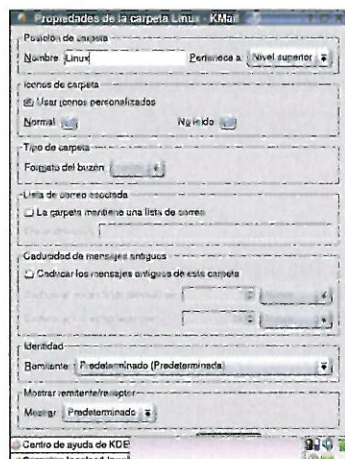 Propiedades de la carpeta Linux - KMail
Posición de carpeta
Nombre Linux Pertenece a: Nivel superior
Iconos de carpeta
Usar iconos personalizados
Normal No leído
Tipo de carpeta
Formato del buzón
Lista de correo asociada
La carpeta mantiene una lista de correo
Caducidad de mensajes antiguos
Caducar los mensajes antiguos de esta carpeta
Identidad
Remitente: Predeterminado (Predeterminada)
Mostrar remitente/receptor
Mostrar Predeterminado
Centro de ayuda de KDE